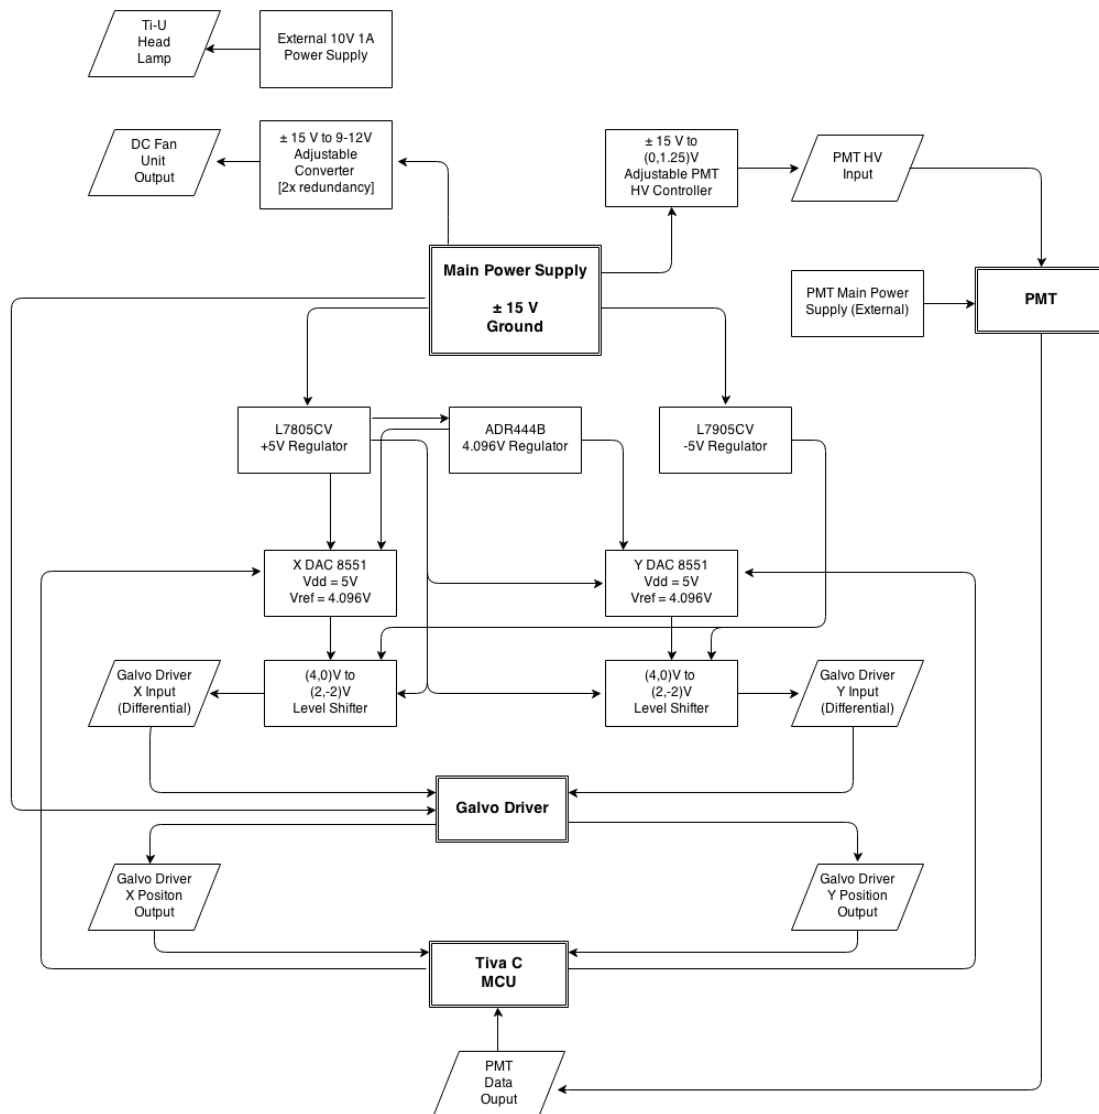 Ti-U
Head
Lamp
External 10V 1A
Power Supply
DC Fan
Unit
Output
± 15 V to 9-12V
Adjustable
Converter
[2x redundancy]
± 15 V to
(0,1.25)V
Adjustable PMT
HV Controller
PMT HV
Input
Main Power Supply
± 15 V
Ground
PMT Main Power
Supply (External)
PMT
L7805CV
+5V Regulator
ADR444B
4.096V Regulator
L7905CV
-5V Regulator
X DAC 8551
Vdd = 5V
Vref = 4.096V
Y DAC 8551
Vdd = 5V
Vref = 4.096V
Galvo Driver
X Input
(Differential)
(4,0)V to
(2,-2)V
Level Shifter
(4,0)V to
(2,-2)V
Level Shifter
Galvo Driver
Y Input
(Differential)
Galvo Driver
Galvo Driver
X Positon
Output
Galvo Driver
Y Position
Output
Tiva C
MCU
PMT
Data
Ouput